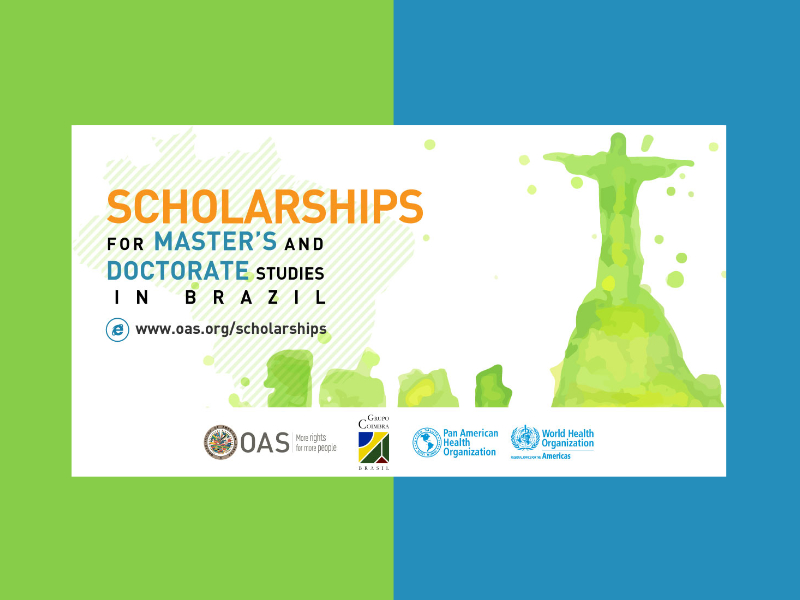 SCHOLARSHIPS
FOR MASTER'S AND
DOCTORATE STUDIES
IN BRAZIL
www.oas.org/scholarships
OAS
More rights
for more people
GRUPO
COIMBRA
BRASIL
Pan American
Health
Organization
World Health
Organization
Americas